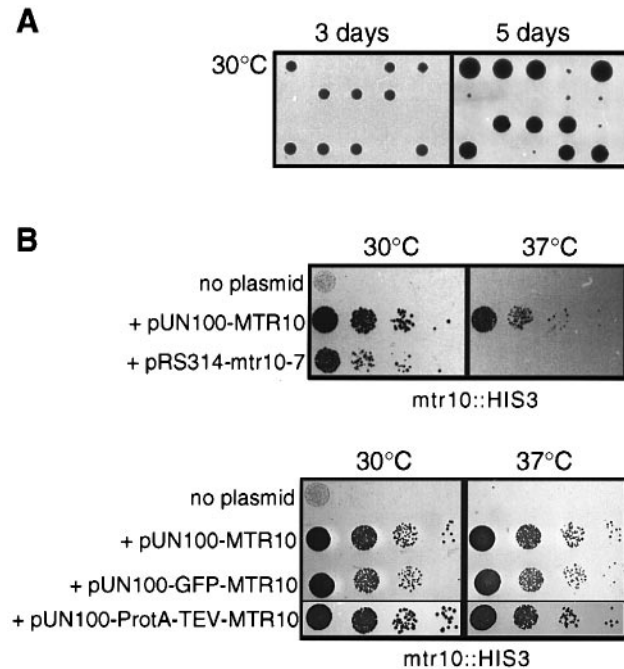 A
3 days 5 days
30°C
B
30°C 37°C
no plasmid
+ pUN100-MTR10
+ pRS314-mtr10-7
mtr10::HIS3
30°C 37°C
no plasmid
+ pUN100-MTR10
+ pUN100-GFP-MTR10
+ pUN100-ProtA-TEV-MTR10
mtr10::HIS3